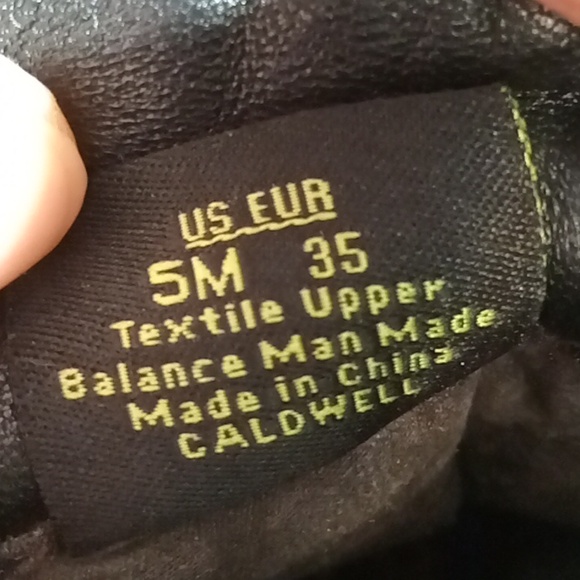 US EUR
5M 35
Textile Upper
Balance Man Made
Made in China
CALDWELL